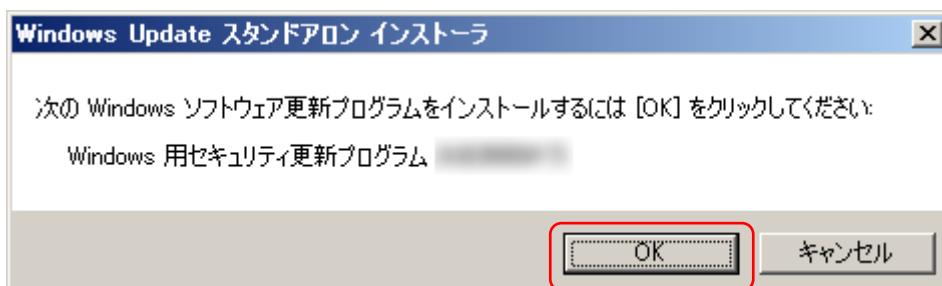 Windows Update スタンドアロン インストーラ
次の Windows ソフトウェア更新プログラムをインストールするには [OK] をクリックしてください:
Windows 用セキュリティ更新プログラム
OK
キャンセル